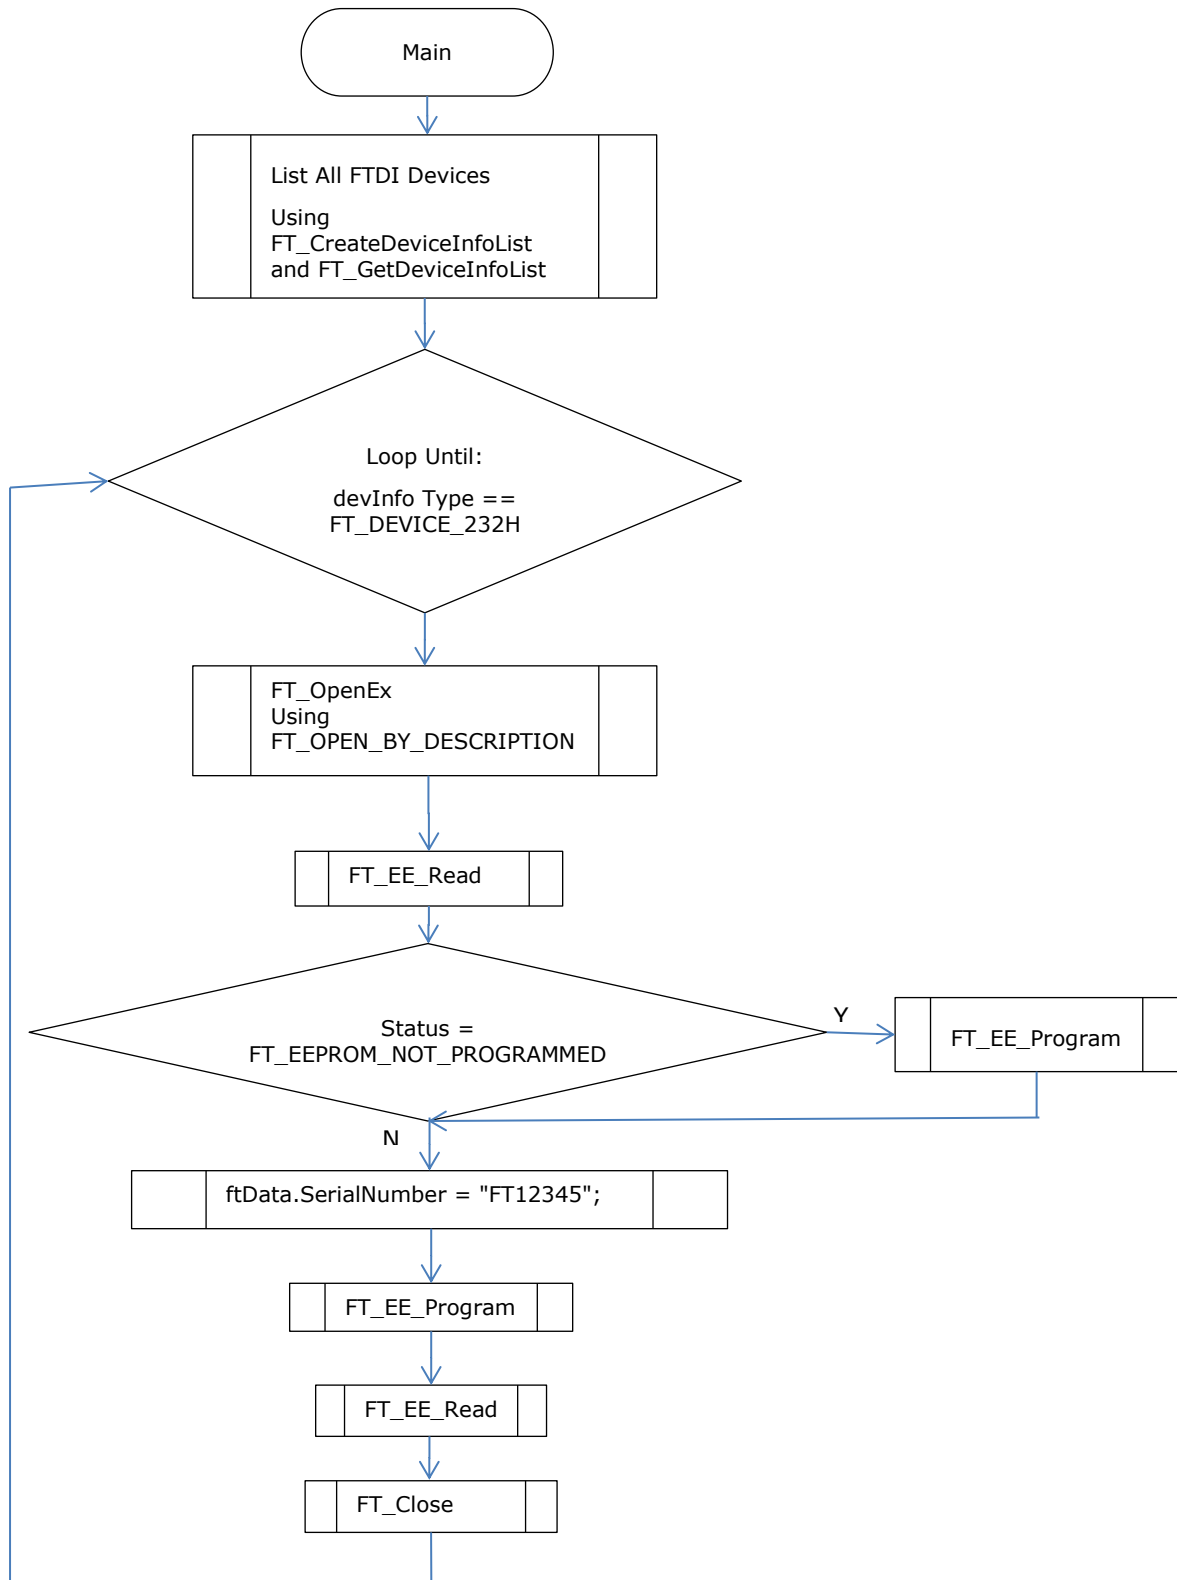 Main
List All FTDI Devices
Using
FT_CreateDeviceInfoList
and FT_GetDeviceInfoList
Loop Until:
devInfo Type ==
FT_DEVICE_232H
FT_OpenEx
Using
FT_OPEN_BY_DESCRIPTION
FT_EE_Read
Status =
FT_EEPROM_NOT_PROGRAMMED
Y
FT_EE_Program
N
ftData.SerialNumber = "FT12345";
FT_EE_Program
FT_EE_Read
FT_Close